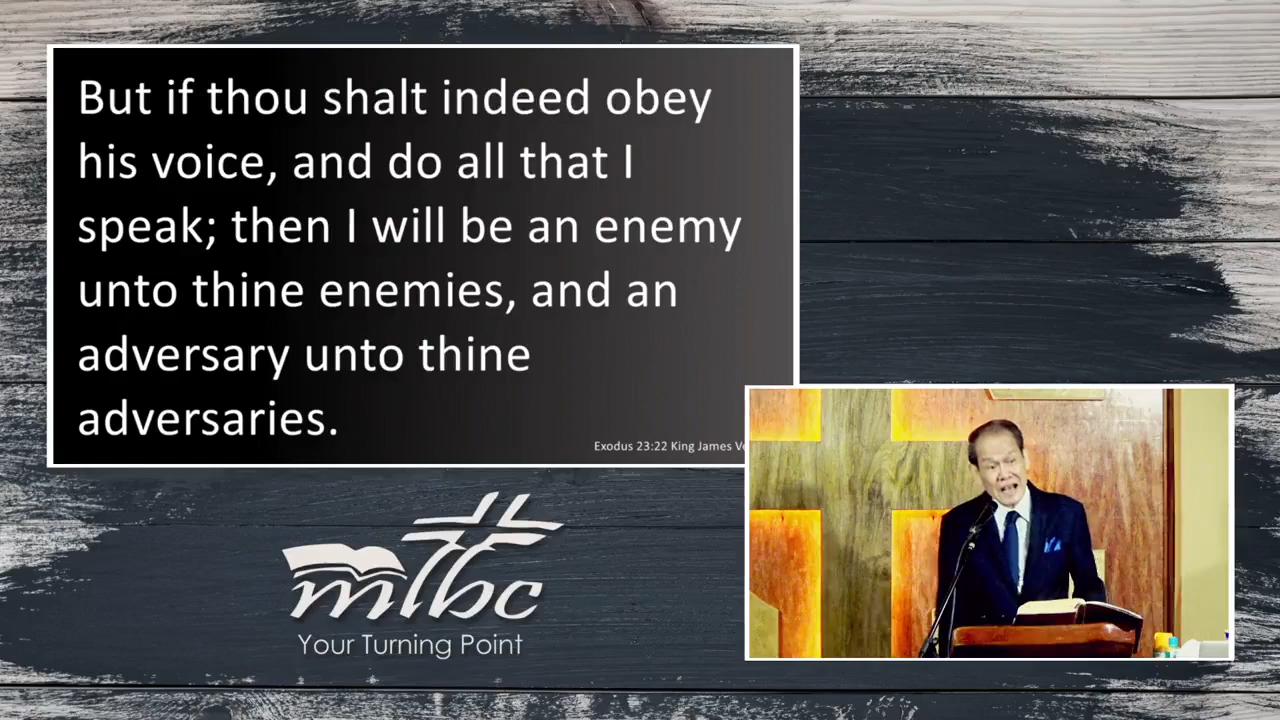 But if thou shalt indeed obey
his voice, and do all that I
speak; then I will be an enemy
unto thine enemies, and an
adversary unto thine
adversaries.
Exodus 23:22 King James
mlbc
Your Turning Point